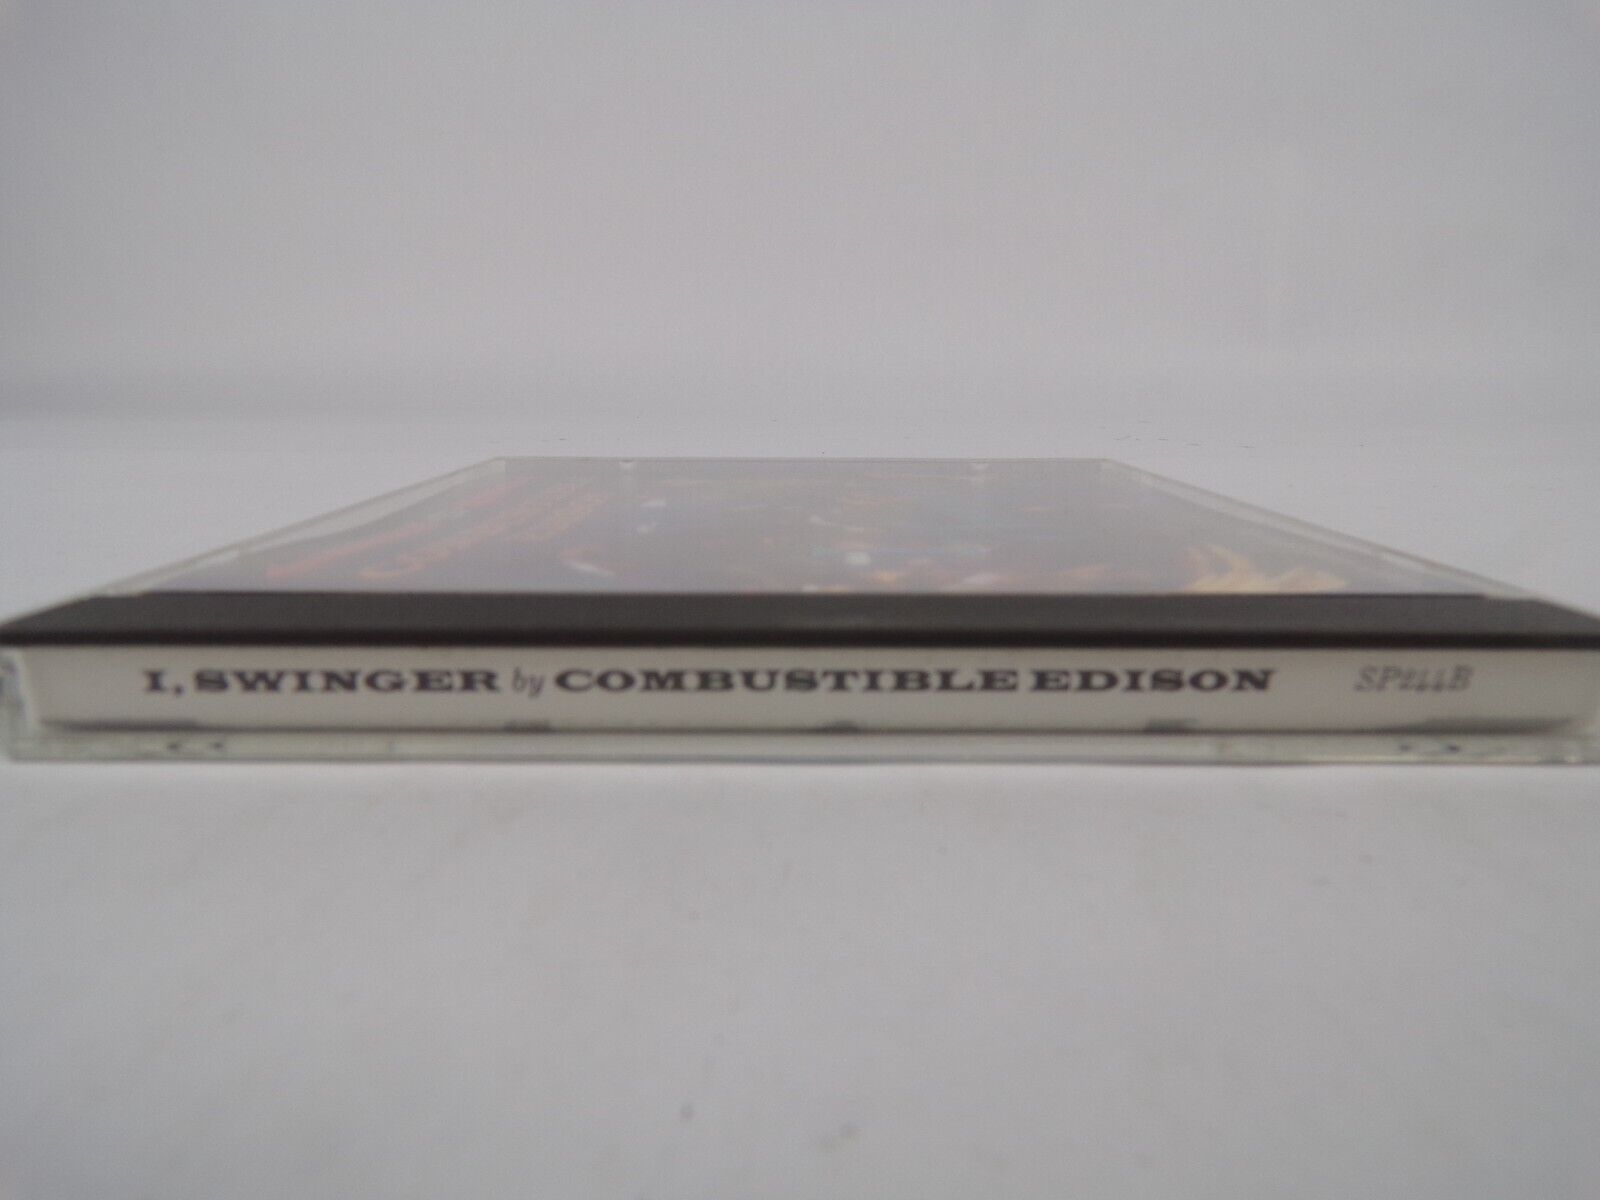 I, SWINGER by COMBUSTIBLE EDISON SP244B